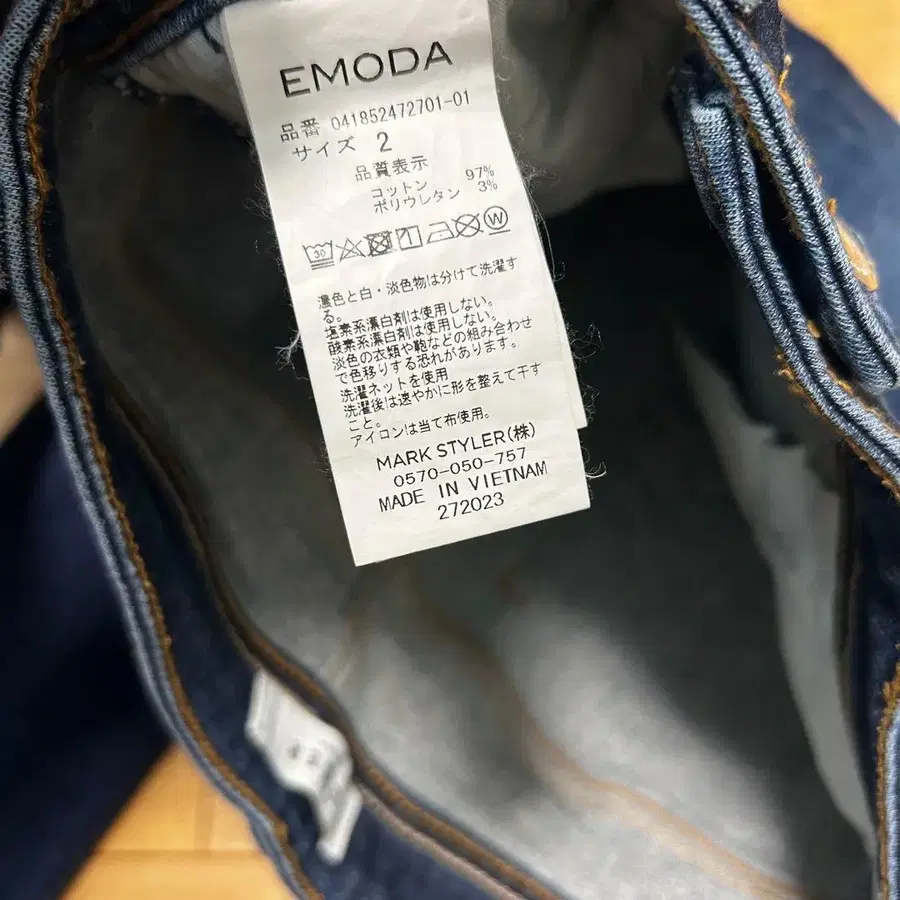 EMODA
品番 041852472701-01
サイズ 2
品質表示
コットン 97%
ポリウレタン 3%
30 W
濃色と白・淡色物は分けて洗濯す
る。
塩素系漂白剤は使用しない。
酸素系漂白剤は使用しない。
淡色の衣類や鞄などの組み合わせ
で色移りする恐れがあります。
洗濯ネットを使用
洗濯後は速やかに形を整えて干す
こと。
アイロンは当て布使用。
MARK STYLER(株)
0570-050-757
MADE IN VIETNAM
272023